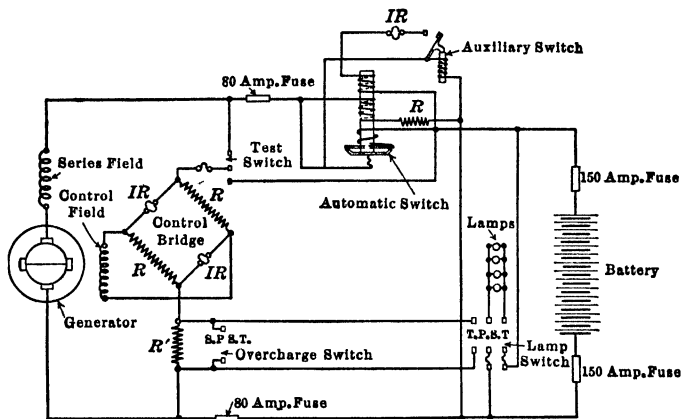 IR
Auxiliary Switch
80 Amp. Fuse
R
Test
Switch
Series Field
Control
Field
IR
R
Control
Bridge
R
IR
Automatic Switch
150 Amp. Fuse
Lamps
Battery
Generator
R'
S.P S.T.
Overcharge Switch
T.P.S.T
Lamp
Switch
150 Amp. Fuse
80 Amp. Fuse